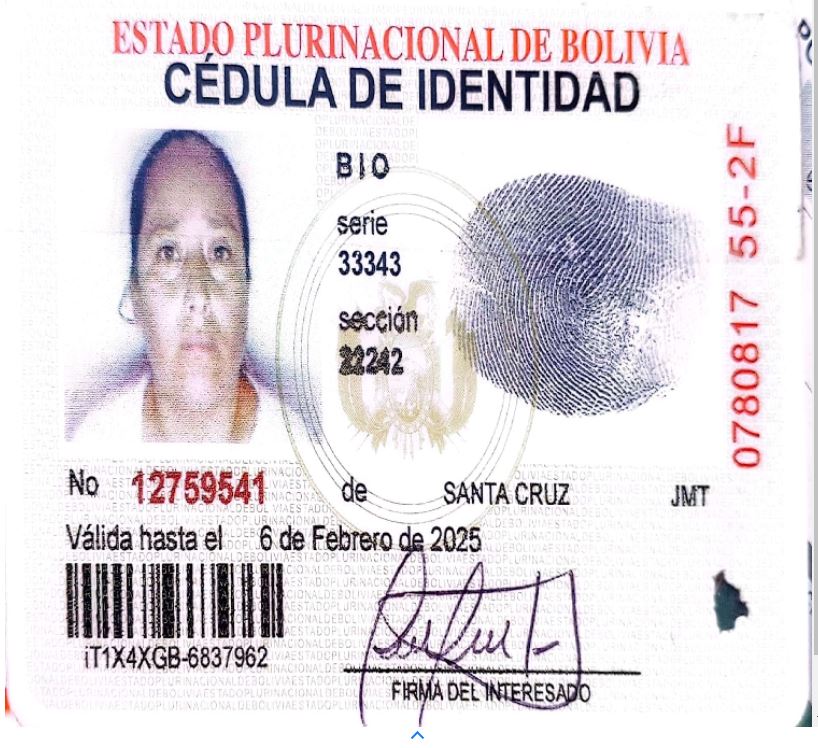 ESTADO PLURINACIONAL DE BOLIVIA
CÉDULA DE IDENTIDAD
BIO
serie
33343
sección
22242
0780817 55-2F
No 12759541 de SANTA CRUZ JMT
Válida hasta el 6 de Febrero de 2025
iT1X4XGB-6837962
FIRMA DEL INTERESADO